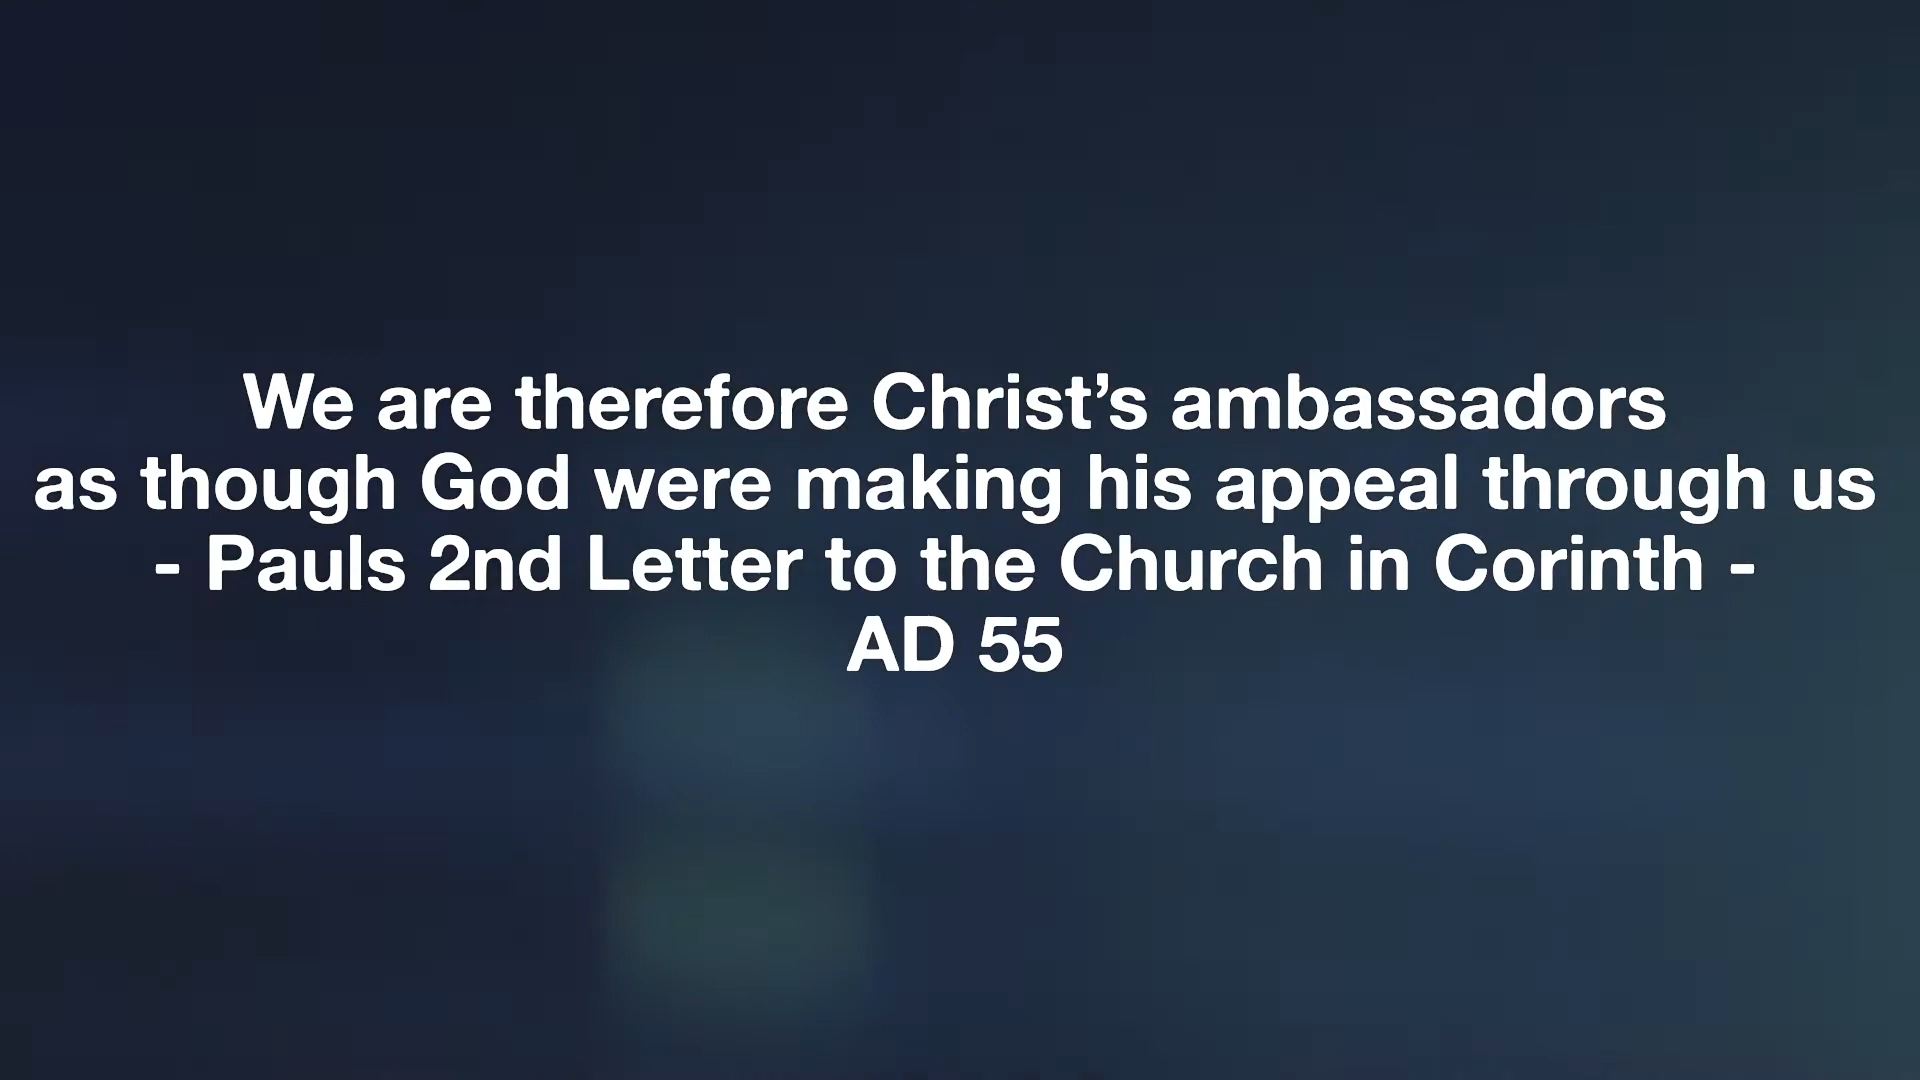 We are therefore Christ’s ambassadors
as though God were making his appeal through us
- Pauls 2nd Letter to the Church in Corinth -
AD 55